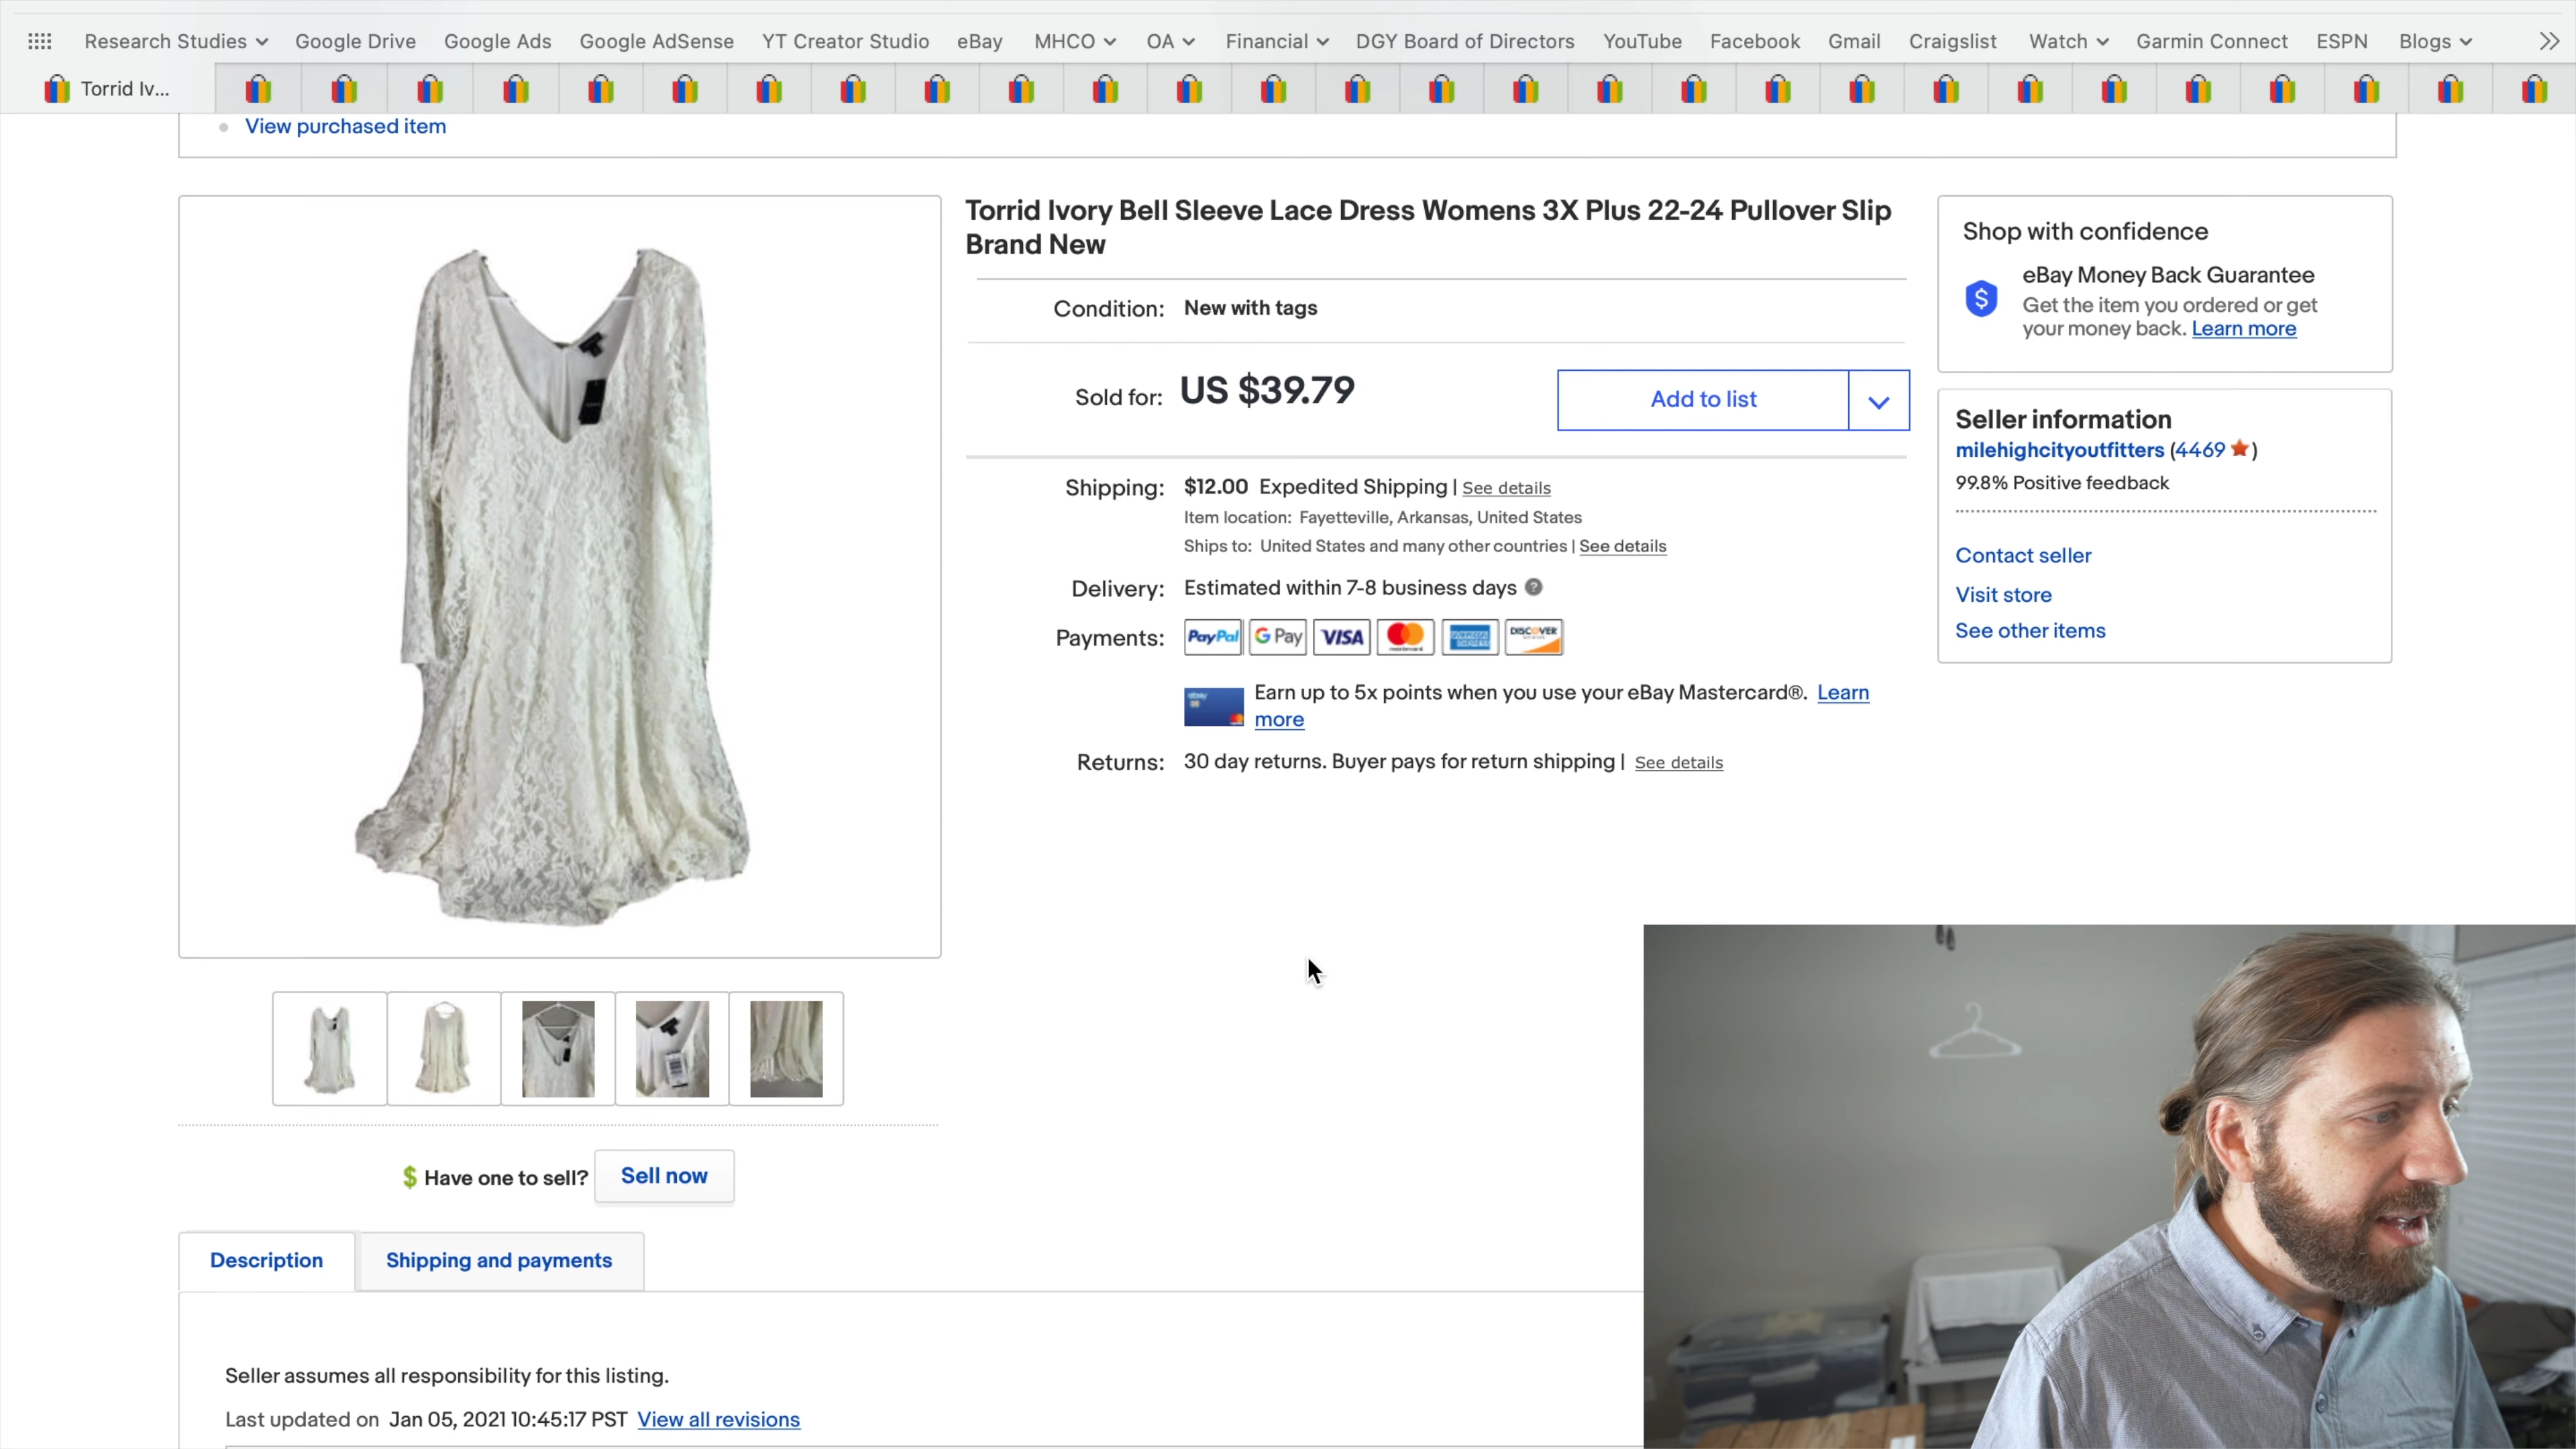 Research Studies Google Drive Google Ads Google AdSense YT Creator Studio eBay MHCO OA Financial DGY Board of Directors YouTube Facebook Gmail Craigslist Watch Garmin Connect ESPN Blogs
Torrid Iv...
View purchased item
Torrid Ivory Bell Sleeve Lace Dress Womens 3X Plus 22-24 Pullover Slip
Brand New
Condition: New with tags
Sold for: US $39.79
Add to list
Shipping: $12.00 Expedited Shipping | See details
Item location: Fayetteville, Arkansas, United States
Ships to: United States and many other countries | See details
Delivery: Estimated within 7-8 business days ?
Payments: PayPal G Pay VISA mastercard AMERICAN EXPRESS DISCOVER
ebay
Earn up to 5x points when you use your eBay Mastercard®. Learn
more
Returns: 30 day returns. Buyer pays for return shipping | See details
Shop with confidence
eBay Money Back Guarantee
Get the item you ordered or get
your money back. Learn more
Seller information
milehighcityoutfitters (4469 )
99.8% Positive feedback
Contact seller
Visit store
See other items
$ Have one to sell? Sell now
Description Shipping and payments
Seller assumes all responsibility for this listing.
Last updated on Jan 05, 2021 10:45:17 PST View all revisions